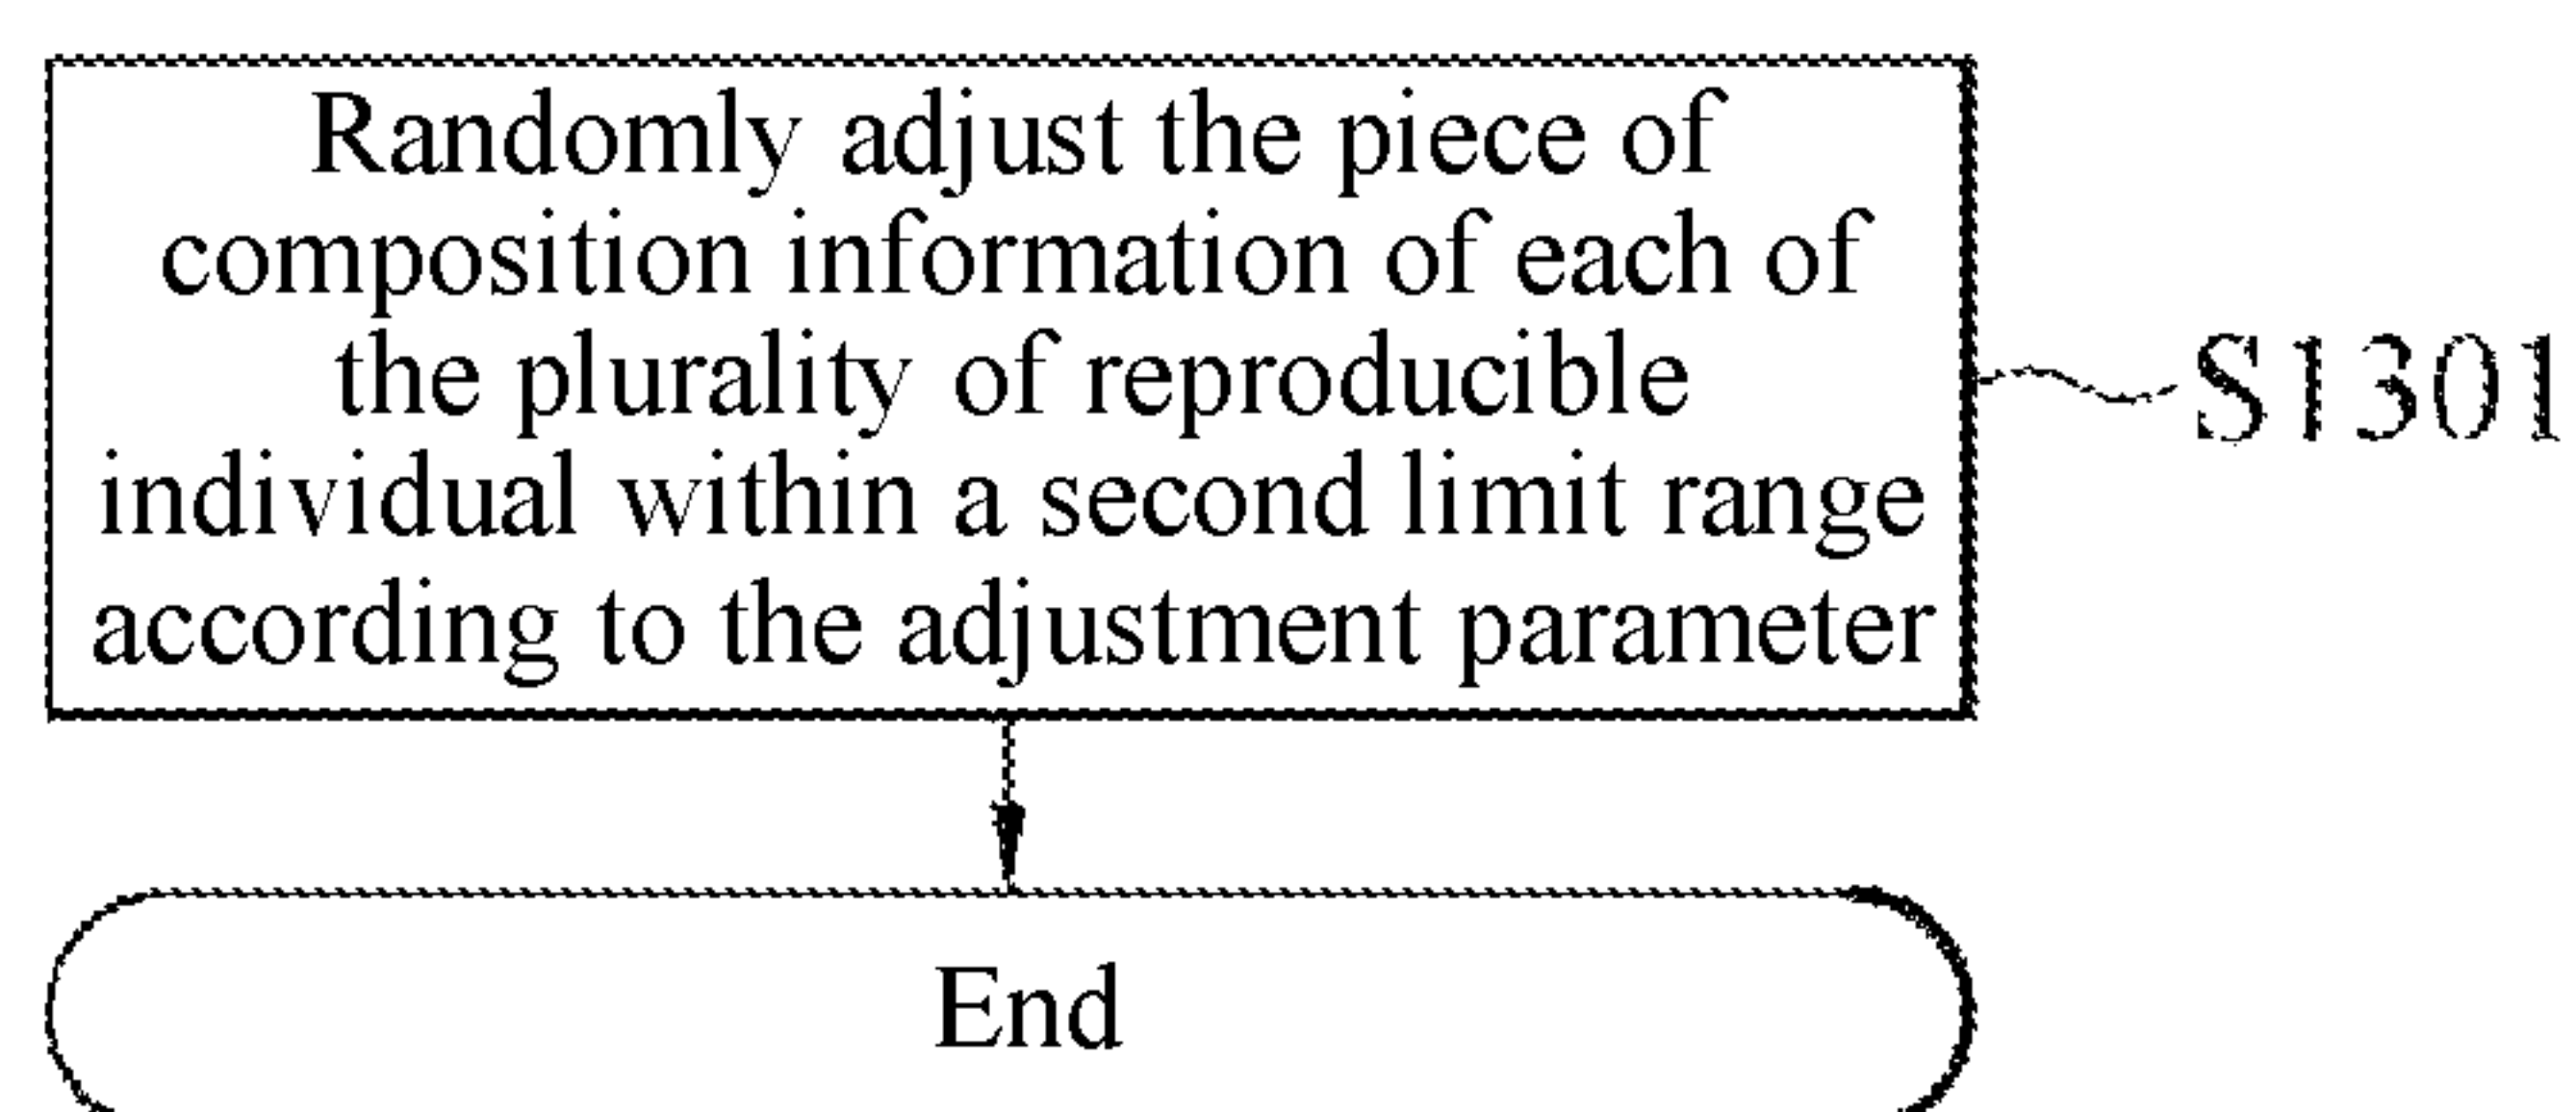 Randomly adjust the piece of
composition information of each of
the plurality of reproducible
individual within a second limit range
according to the adjustment parameter
S1301
End